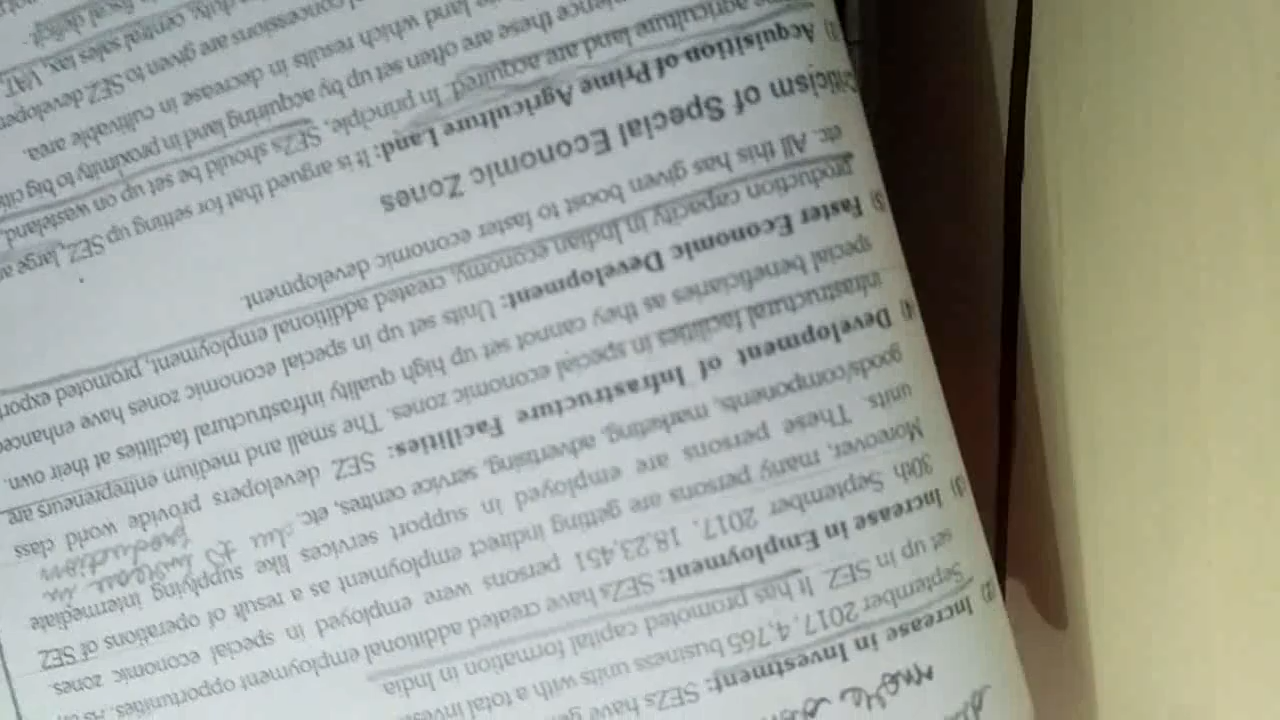 more
2) Increase in Investment: SEZs have
September 2017, 4,765 business units with a total
set up in SEZ. It has promoted capital formation in India
3) Increase in Employment: SEZs have created additional employment opportunities. As
30th September 2017, 18,23,451 persons were employed in special economic zones.
Moreover, many persons are getting indirect employment as a result of operations of SEZ
units. These persons are employed in support services like supplying intermediate
goods/components, marketing, advertising, service centres, etc.
due to increase in
production
4) Development of Infrastructure Facilities: SEZ developers provide world class
infrastructural facilities in special economic zones. The small and medium entrepreneurs are
special beneficiaries as they cannot set up high quality infrastructural facilities at their own.
5) Faster Economic Development: Units set up in special economic zones have enhanced
production capacity in Indian economy, created additional employment, promoted export
etc. All this has given boost to faster economic development.
Criticism of Special Economic Zones
1) Acquisition of Prime Agriculture Land: It is argued that for setting up SEZ, large
agriculture land are acquired. In principle, SEZs should be set up on wasteland,
these are often set up by acquiring land in proximity to big
land which results in decrease in cultivable area.
concessions are given to SEZ
duty, central sales tax, VAT
fiscal deficit